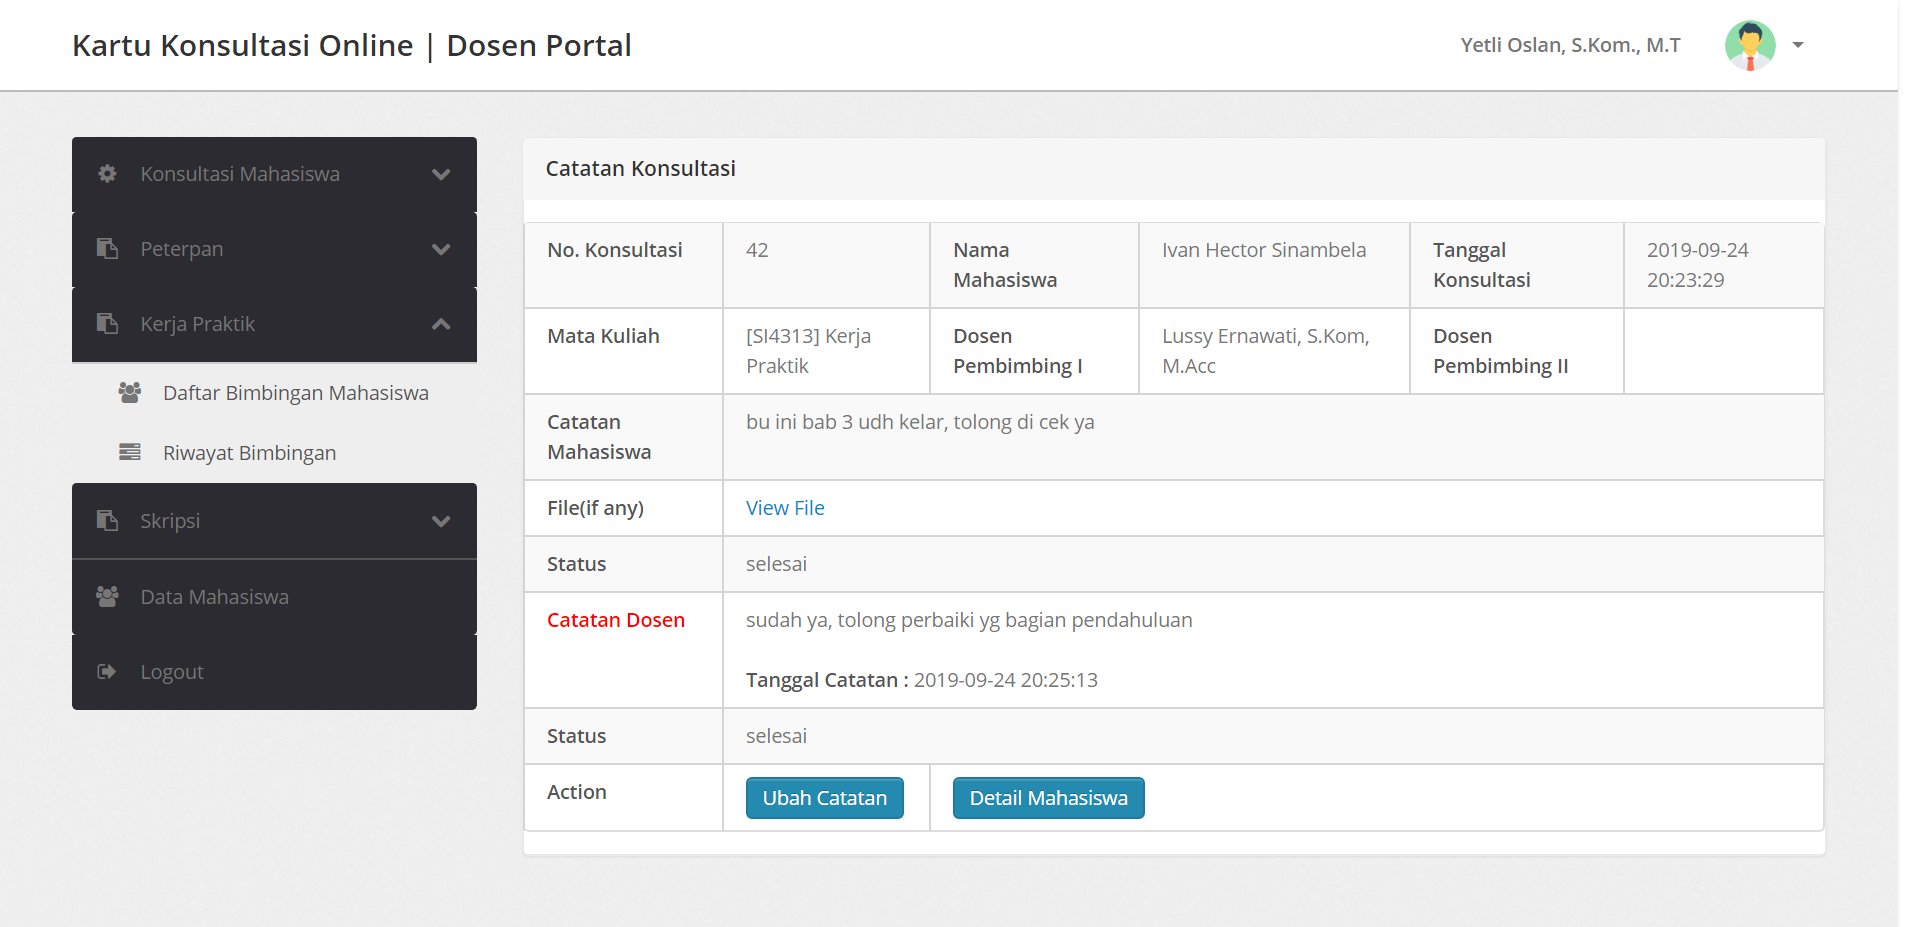 Kartu Konsultasi Online | Dosen Portal
Yetli Oslan, S.Kom., M.T
Konsultasi Mahasiswa
Peterpan
Kerja Praktik
Daftar Bimbingan Mahasiswa
Riwayat Bimbingan
Skripsi
Data Mahasiswa
Logout
Catatan Konsultasi
No. Konsultasi
42
Nama
Mahasiswa
Ivan Hector Sinambela
Tanggal
Konsultasi
2019-09-24
20:23:29
Mata Kuliah
[SI4313] Kerja
Praktik
Dosen
Pembimbing I
Lussy Ernawati, S.Kom,
M.Acc
Dosen
Pembimbing II
Catatan
Mahasiswa
bu ini bab 3 udh kelar, tolong di cek ya
File(if any)
View File
Status
selesai
Catatan Dosen
sudah ya, tolong perbaiki yg bagian pendahuluan
Tanggal Catatan : 2019-09-24 20:25:13
Status
selesai
Action
Ubah Catatan
Detail Mahasiswa